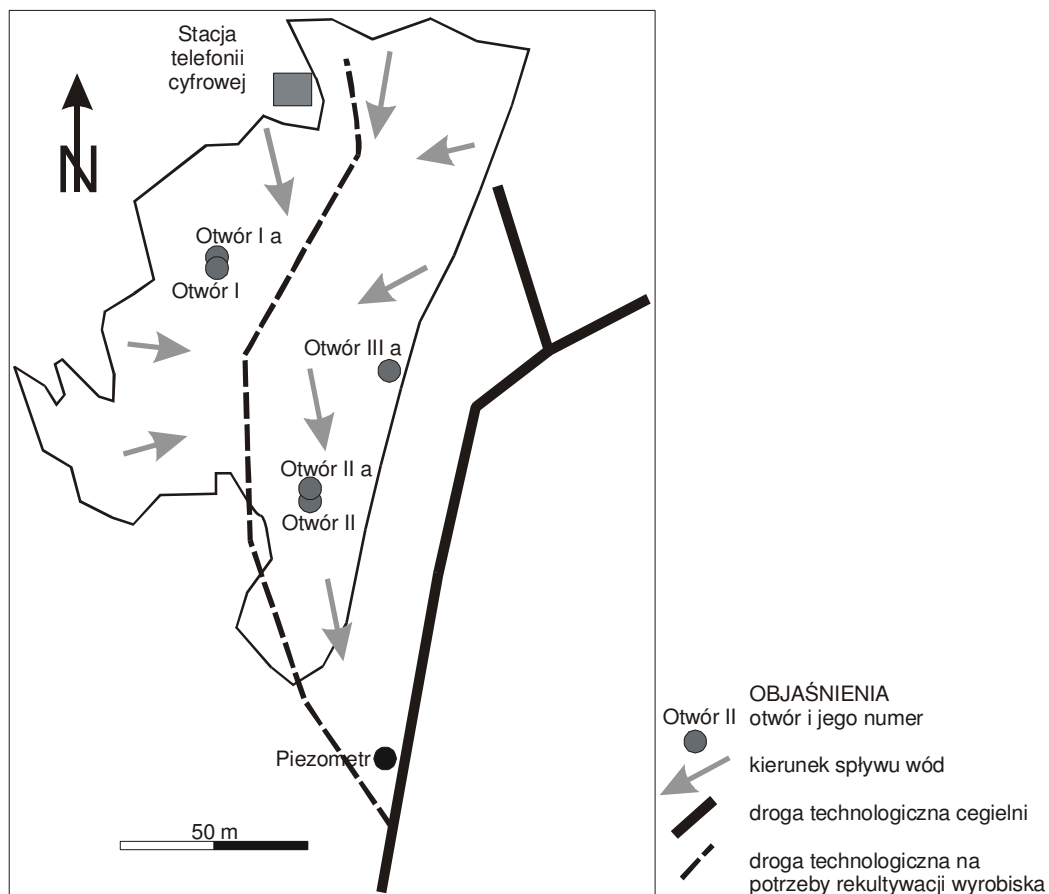 Stacja
telefonii
cyfrowej
N
Otwór I a
Otwór I
Otwór III a
Otwór II a
Otwór II
Piezometr
50 m
OBJAŚNIENIA
Otwór II
otwór i jego numer
kierunek spływu wód
droga technologiczna cegielni
droga technologiczna na
potrzeby rekultywacji wyrobiska